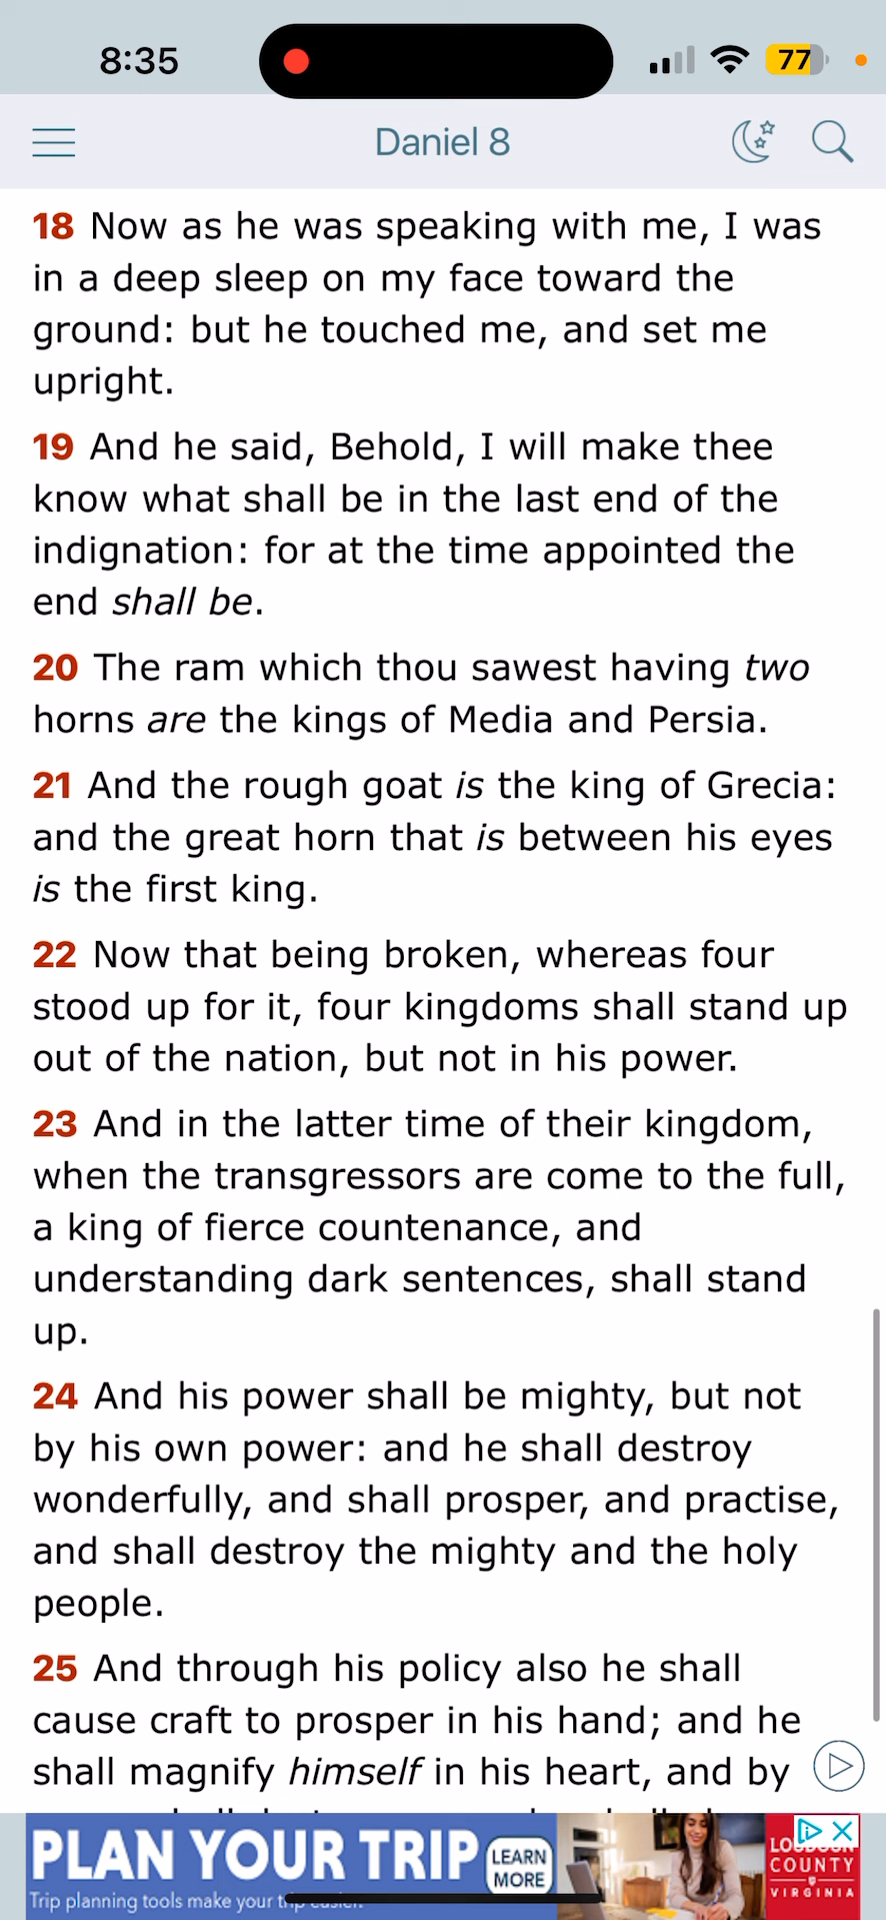 8:35
77
Daniel 8
18 Now as he was speaking with me, I was
in a deep sleep on my face toward the
ground: but he touched me, and set me
upright.
19 And he said, Behold, I will make thee
know what shall be in the last end of the
indignation: for at the time appointed the
end shall be.
20 The ram which thou sawest having two
horns are the kings of Media and Persia.
21 And the rough goat is the king of Grecia:
and the great horn that is between his eyes
is the first king.
22 Now that being broken, whereas four
stood up for it, four kingdoms shall stand up
out of the nation, but not in his power.
23 And in the latter time of their kingdom,
when the transgressors are come to the full,
a king of fierce countenance, and
understanding dark sentences, shall stand
up.
24 And his power shall be mighty, but not
by his own power: and he shall destroy
wonderfully, and shall prosper, and practise,
and shall destroy the mighty and the holy
people.
25 And through his policy also he shall
cause craft to prosper in his hand; and he
shall magnify himself in his heart, and by
PLAN YOUR TRIP
LEARN
MORE
Trip planning tools make your
COUNTY
VIRGINIA